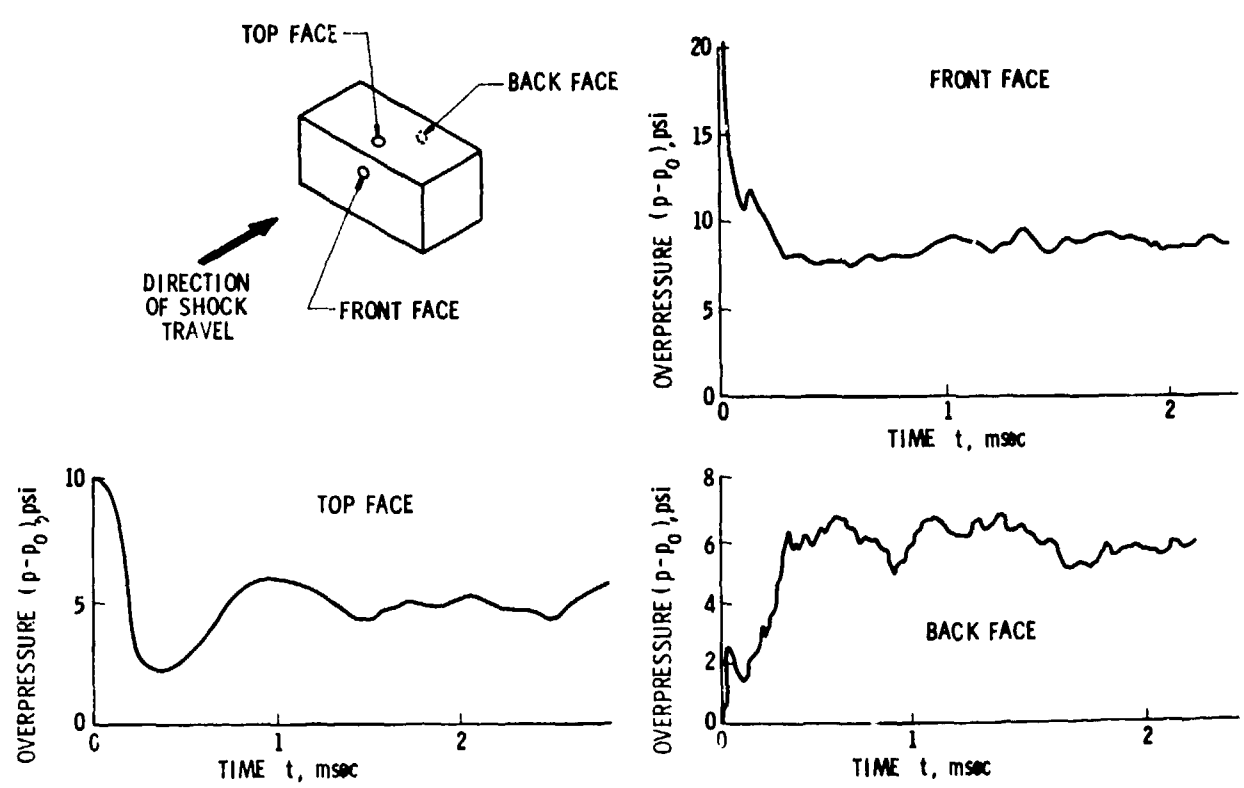 TOP FACE
BACK FACE
DIRECTION
OF SHOCK
TRAVEL
FRONT FACE
20
15
10
5
0
OVERPRESSURE (p-p₀),psi
FRONT FACE
0
1
2
TIME t, msec
10
5
0
OVERPRESSURE (p-p₀),psi
TOP FACE
0
1
2
TIME t, msec
8
6
4
2
0
OVERPRESSURE (p-p₀),psi
BACK FACE
0
1
2
TIME t, msec